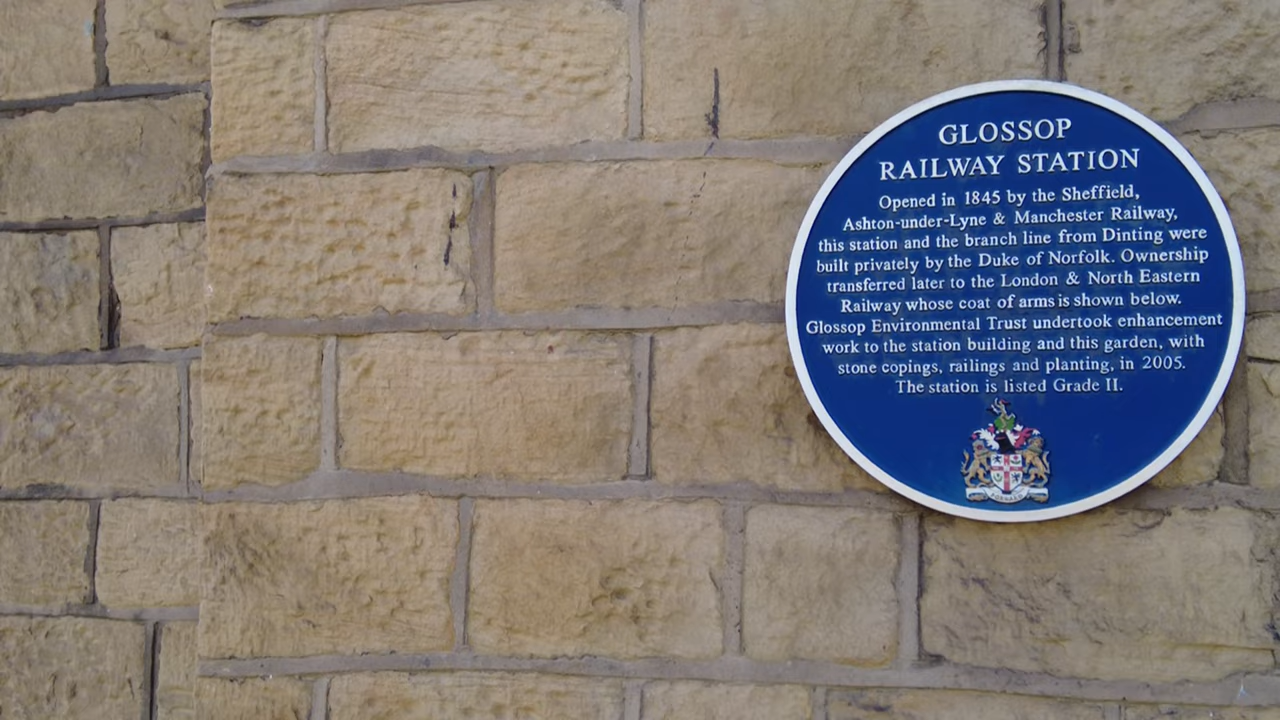 GLOSSOP
RAILWAY STATION
Opened in 1845 by the Sheffield,
Ashton-under-Lyne & Manchester Railway,
this station and the branch line from Dinting were
built privately by the Duke of Norfolk. Ownership
transferred later to the London & North Eastern
Railway whose coat of arms is shown below.
Glossop Environmental Trust undertook enhancement
work to the station building and this garden, with
stone copings, railings and planting, in 2005.
The station is listed Grade II.
FORWARD